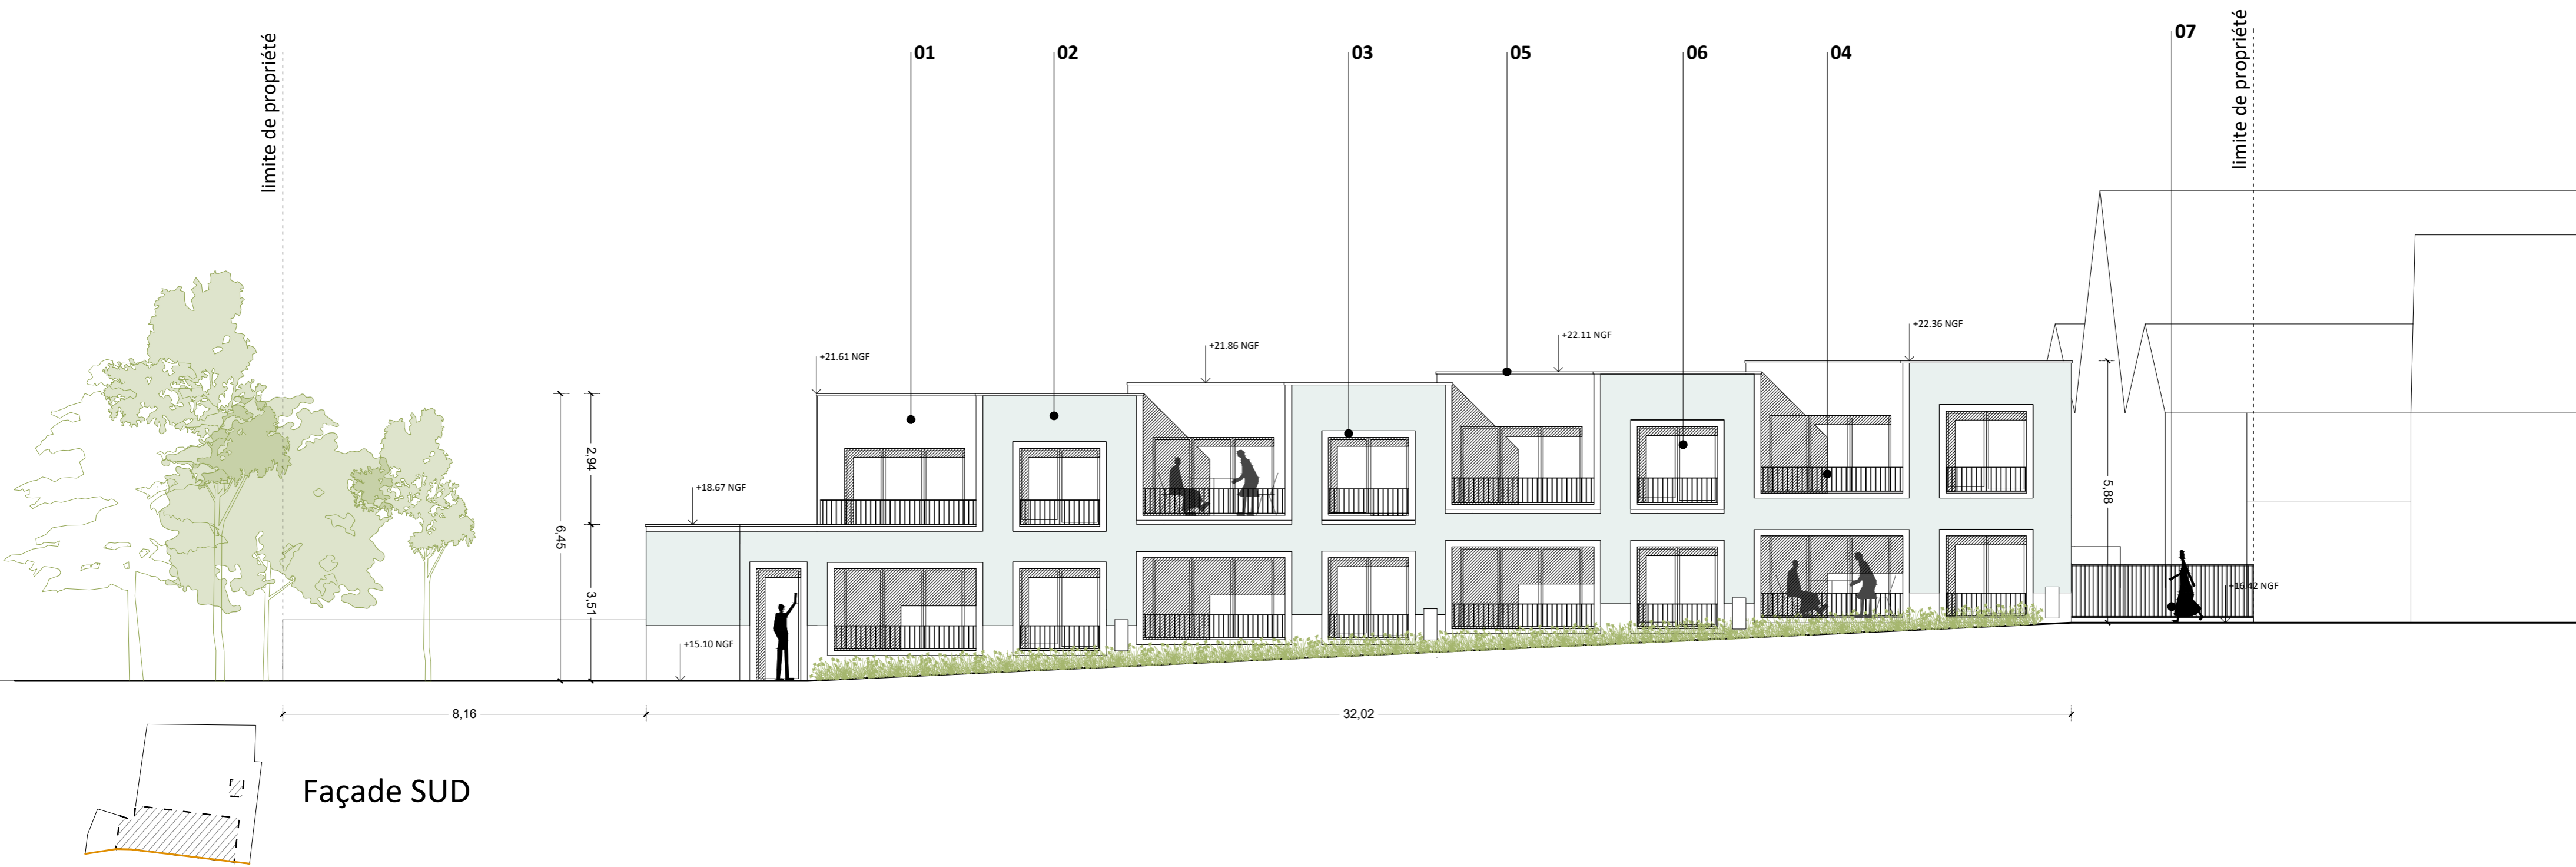 limite de propriété
01
02
03
05
06
04
07
limite de propriété
+21.61 NGF
+21.86 NGF
+22.11 NGF
+22.36 NGF
+18.67 NGF
+15.10 NGF
+16.42 NGF
2,94
6,45
3,51
5,88
8,16
32,02
Façade SUD